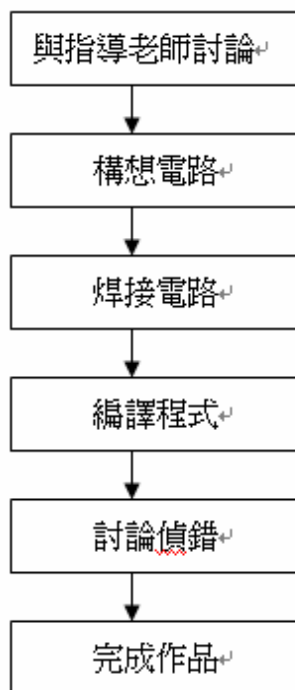 與指導老師討論
構想電路
焊接電路
編譯程式
討論偵錯
完成作品